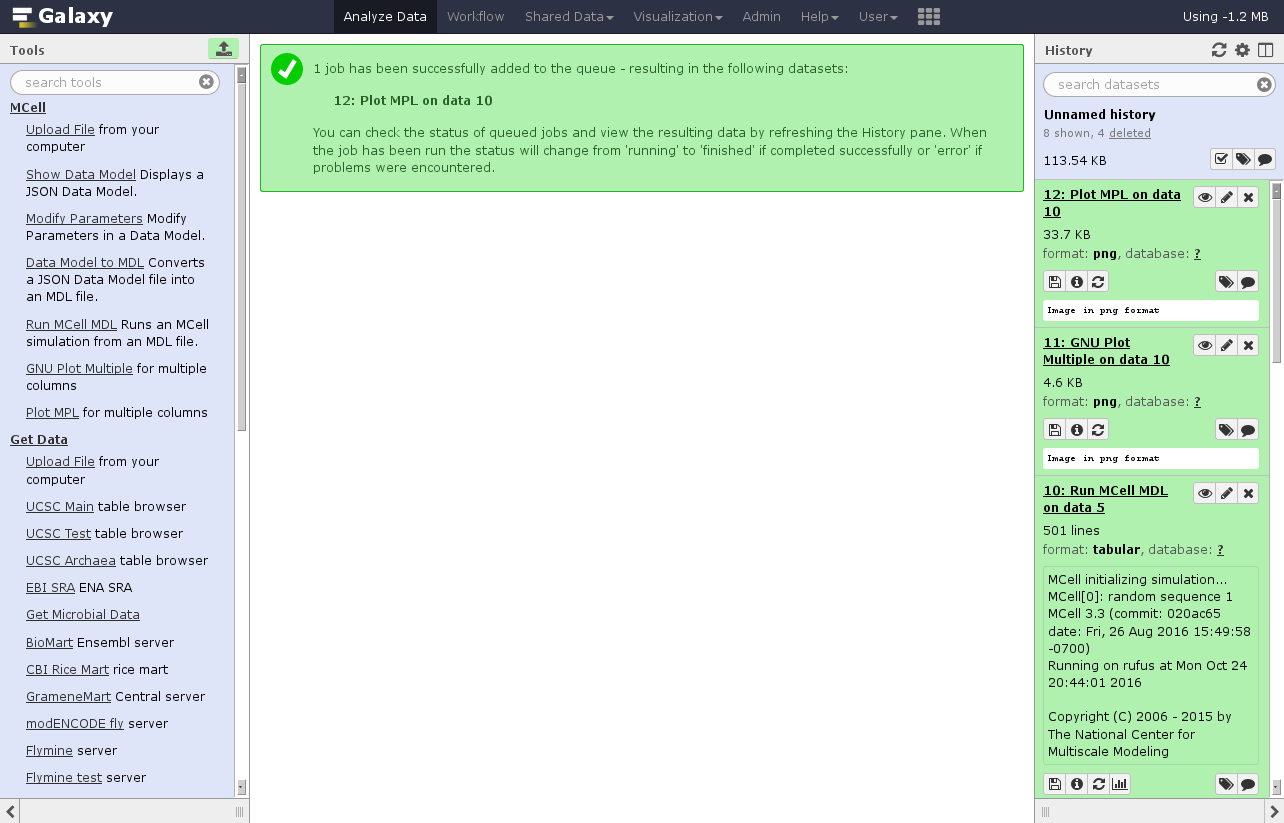 Galaxy
Analyze Data
Workflow
Shared Data
Visualization
Admin
Help
User
Using -1.2 MB
Tools
search tools
MCell
Upload File from your
computer
Show Data Model Displays a
JSON Data Model.
Modify Parameters Modify
Parameters in a Data Model.
Data Model to MDL Converts
a JSON Data Model file into
an MDL file.
Run MCell MDL Runs an MCell
simulation from an MDL file.
GNU Plot Multiple for multiple
columns
Plot MPL for multiple columns
Get Data
Upload File from your
computer
UCSC Main table browser
UCSC Test table browser
UCSC Archaea table browser
EBI SRA ENA SRA
Get Microbial Data
BioMart Ensembl server
CBI Rice Mart rice mart
GrameneMart Central server
modENCODE fly server
Flymine server
Flymine test server
1 job has been successfully added to the queue - resulting in the following datasets:
12: Plot MPL on data 10
You can check the status of queued jobs and view the resulting data by refreshing the History pane. When
the job has been run the status will change from 'running' to 'finished' if completed successfully or 'error' if
problems were encountered.
History
search datasets
Unnamed history
8 shown, 4 deleted
113.54 KB
12: Plot MPL on data
10
33.7 KB
format: png, database: ?
Image in png format
11: GNU Plot
Multiple on data 10
4.6 KB
format: png, database: ?
Image in png format
10: Run MCell MDL
on data 5
501 lines
format: tabular, database: ?
MCell initializing simulation...
MCell[0]: random sequence 1
MCell 3.3 (commit: 020ac65
date: Fri, 26 Aug 2016 15:49:58
-0700)
Running on rufus at Mon Oct 24
20:44:01 2016
Copyright (C) 2006 - 2015 by
The National Center for
Multiscale Modeling